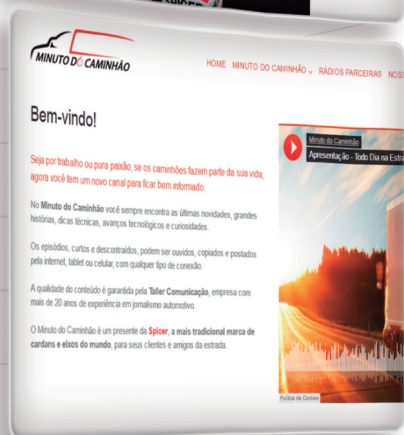 MINUTO DO CAMINHÃO
HOME MINUTO DO CAMINHÃO RÁDIOS PARCEIRAS
Bem-vindo!
Seja por trabalho ou pura paixão, se os caminhões fazem parte da sua vida,
agora você tem um novo canal para ficar bem informado.
No Minuto do Caminhão você sempre encontra as últimas novidades, grandes
histórias, dicas técnicas, avanços tecnológicos e curiosidades.
Os episódios, curtos e descontraídos, podem ser ouvidos, copiados e postados
pela internet, tablet ou celular, com qualquer tipo de conexão.
A qualidade do conteúdo é garantida pela Taller Comunicação, empresa com
mais de 20 anos de experiência em jornalismo automotivo.
O Minuto do Caminhão é um presente da Spicer, a mais tradicional marca de
cardans e eixos do mundo, para seus clientes e amigos da estrada.
Minuto do Caminhão
Apresentação - Todo Dia na Estra
Política de Cookies